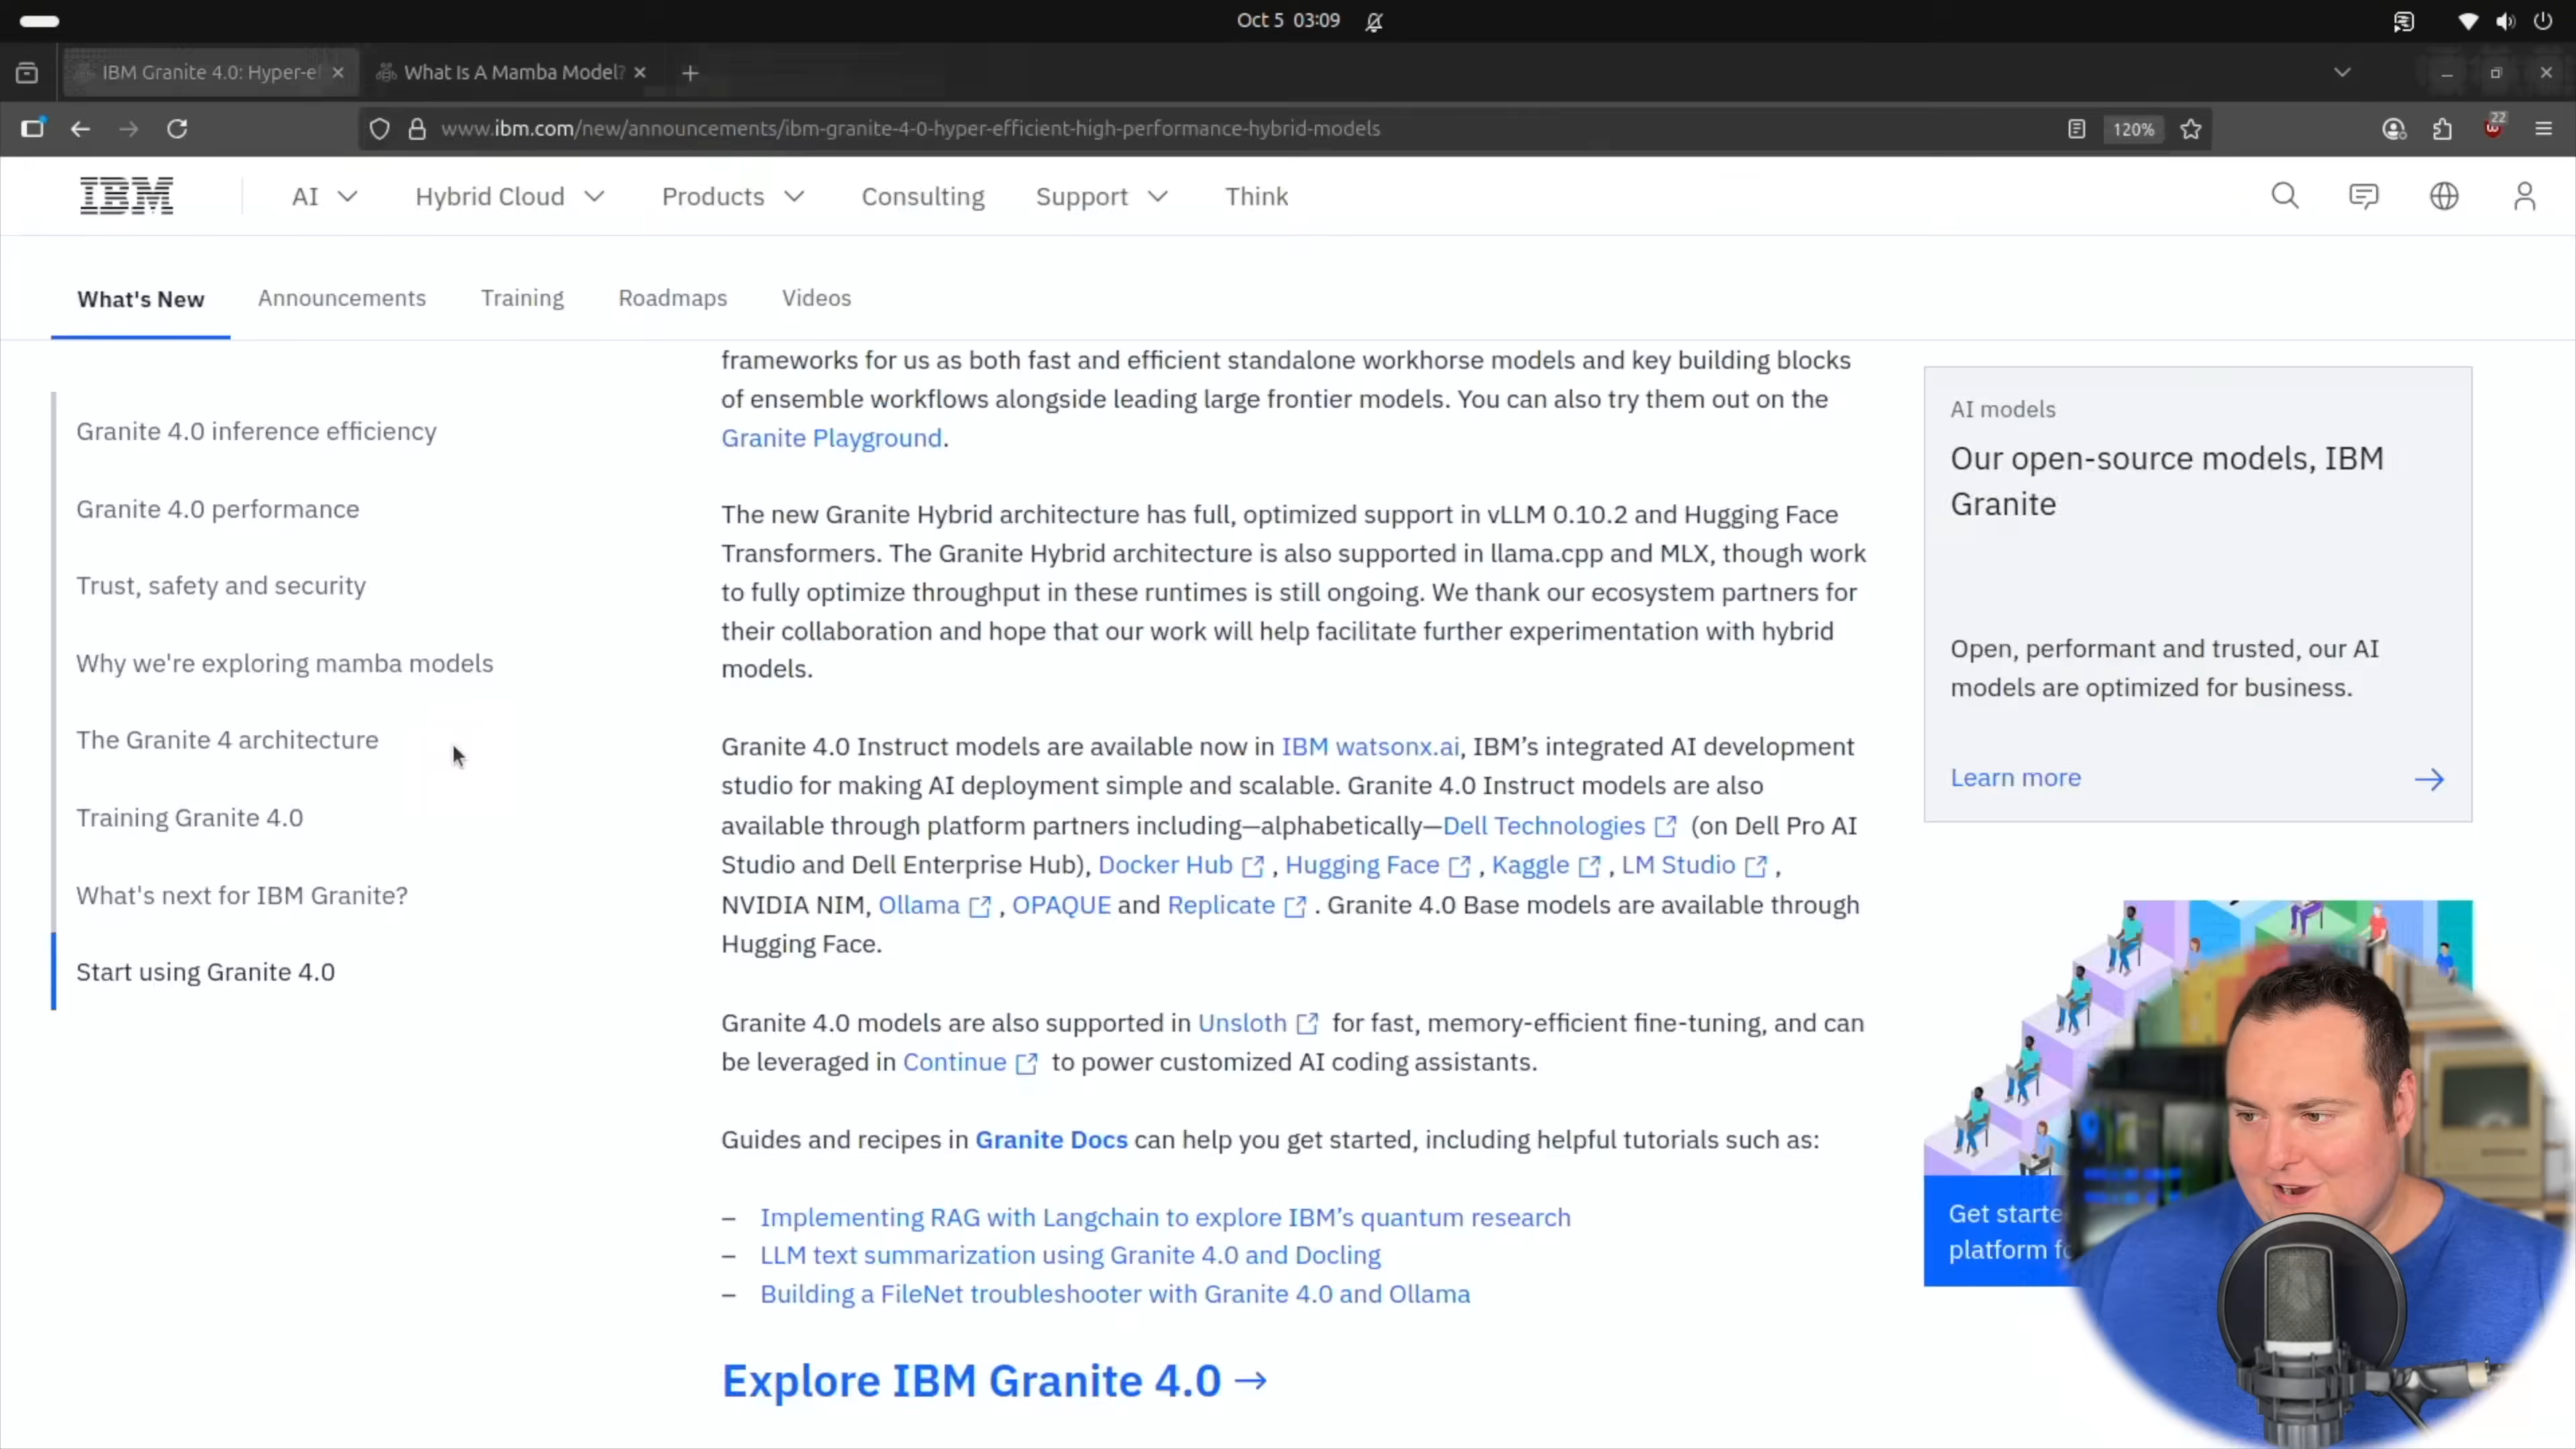 Oct 5 03:09
IBM Granite 4.0: Hyper-ef
What Is A Mamba Model?
www.ibm.com/new/announcements/ibm-granite-4-0-hyper-efficient-high-performance-hybrid-models
120%
22
IBM
AI
Hybrid Cloud
Products
Consulting
Support
Think
What's New
Announcements
Training
Roadmaps
Videos
Granite 4.0 inference efficiency
Granite 4.0 performance
Trust, safety and security
Why we're exploring mamba models
The Granite 4 architecture
Training Granite 4.0
What's next for IBM Granite?
Start using Granite 4.0
frameworks for us as both fast and efficient standalone workhorse models and key building blocks
of ensemble workflows alongside leading large frontier models. You can also try them out on the
Granite Playground.
The new Granite Hybrid architecture has full, optimized support in vLLM 0.10.2 and Hugging Face
Transformers. The Granite Hybrid architecture is also supported in llama.cpp and MLX, though work
to fully optimize throughput in these runtimes is still ongoing. We thank our ecosystem partners for
their collaboration and hope that our work will help facilitate further experimentation with hybrid
models.
Granite 4.0 Instruct models are available now in IBM watsonx.ai, IBM’s integrated AI development
studio for making AI deployment simple and scalable. Granite 4.0 Instruct models are also
available through platform partners including—alphabetically—Dell Technologies (on Dell Pro AI
Studio and Dell Enterprise Hub), Docker Hub , Hugging Face , Kaggle , LM Studio ,
NVIDIA NIM, Ollama , OPAQUE and Replicate . Granite 4.0 Base models are available through
Hugging Face.
Granite 4.0 models are also supported in Unsloth for fast, memory-efficient fine-tuning, and can
be leveraged in Continue to power customized AI coding assistants.
Guides and recipes in Granite Docs can help you get started, including helpful tutorials such as:
– Implementing RAG with Langchain to explore IBM’s quantum research
– LLM text summarization using Granite 4.0 and Docling
– Building a FileNet troubleshooter with Granite 4.0 and Ollama
Explore IBM Granite 4.0 →
AI models
Our open-source models, IBM
Granite
Open, performant and trusted, our AI
models are optimized for business.
Learn more
Get starte
platform fo